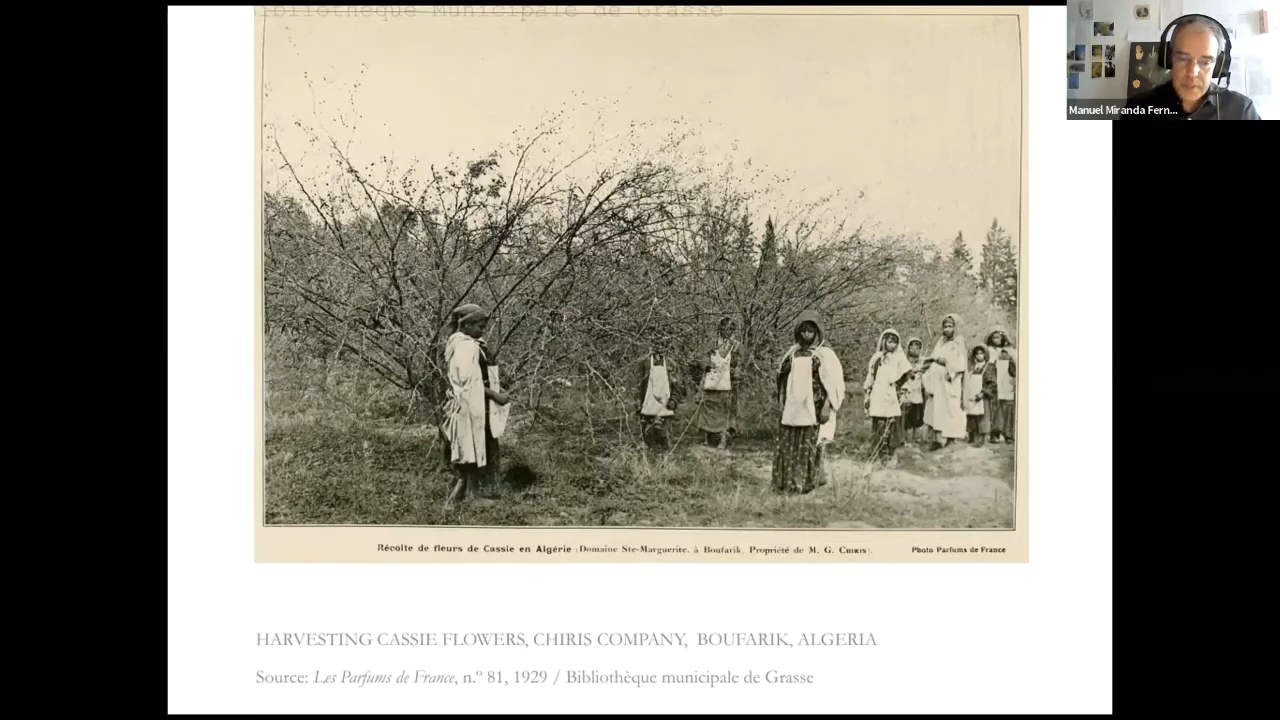 Bibliothèque Municipale de Grasse
Manuel Miranda Fern...
Récolte de fleurs de Cassie en Algérie (Domaine Ste-Marguerite, à Boufarik, Propriété de M. G. CHIRIS).
Photo Parfums de France
HARVESTING CASSIE FLOWERS, CHIRIS COMPANY, BOUFARIK, ALGERIA
Source: Les Parfums de France, n.º 81, 1929 / Bibliothèque municipale de Grasse